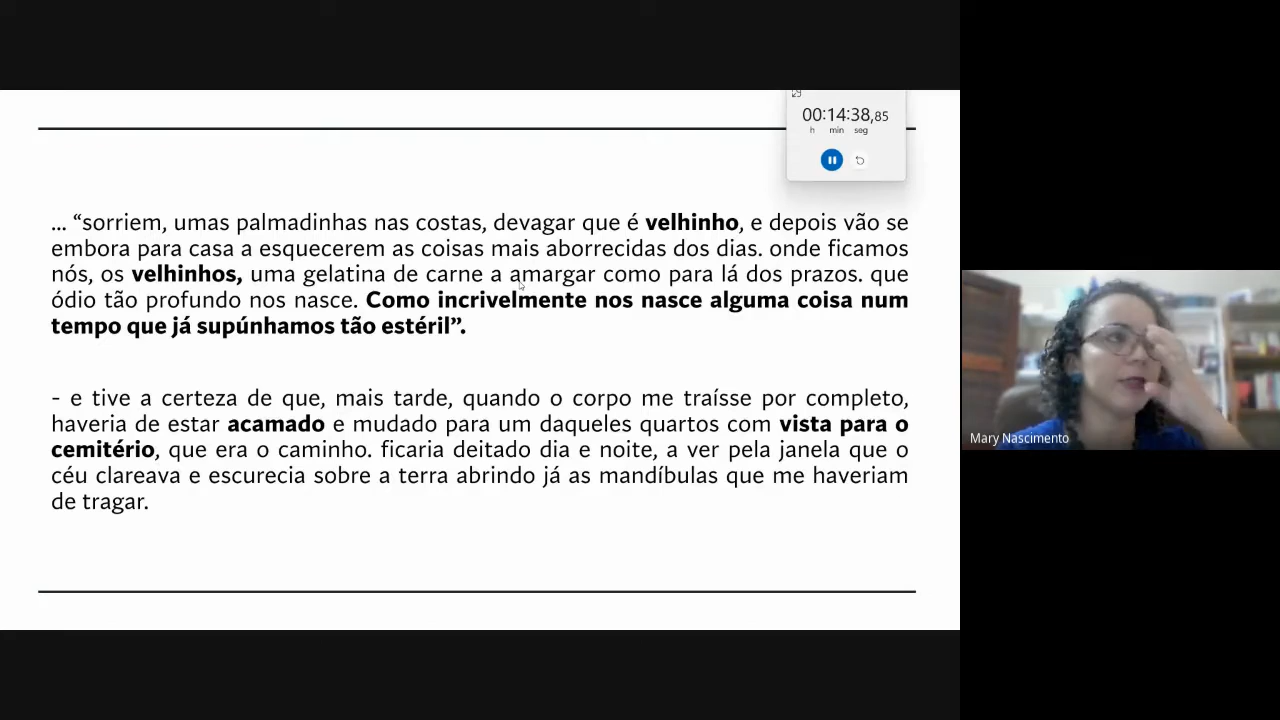 00:14:38,85
h min seg
... “sorriem, umas palmadinhas nas costas, devagar que é velhinho, e depois vão se
embora para casa a esquecerem as coisas mais aborrecidas dos dias. onde ficamos
nós, os velhinhos, uma gelatina de carne a amargar como para lá dos prazos. que
ódio tão profundo nos nasce. Como incrivelmente nos nasce alguma coisa num
tempo que já supúnhamos tão estéril”.
- e tive a certeza de que, mais tarde, quando o corpo me traísse por completo,
haveria de estar acamado e mudado para um daqueles quartos com vista para o
cemitério, que era o caminho. ficaria deitado dia e noite, a ver pela janela que o
céu clareava e escurecia sobre a terra abrindo já as mandíbulas que me haveriam
de tragar.
Mary Nascimento